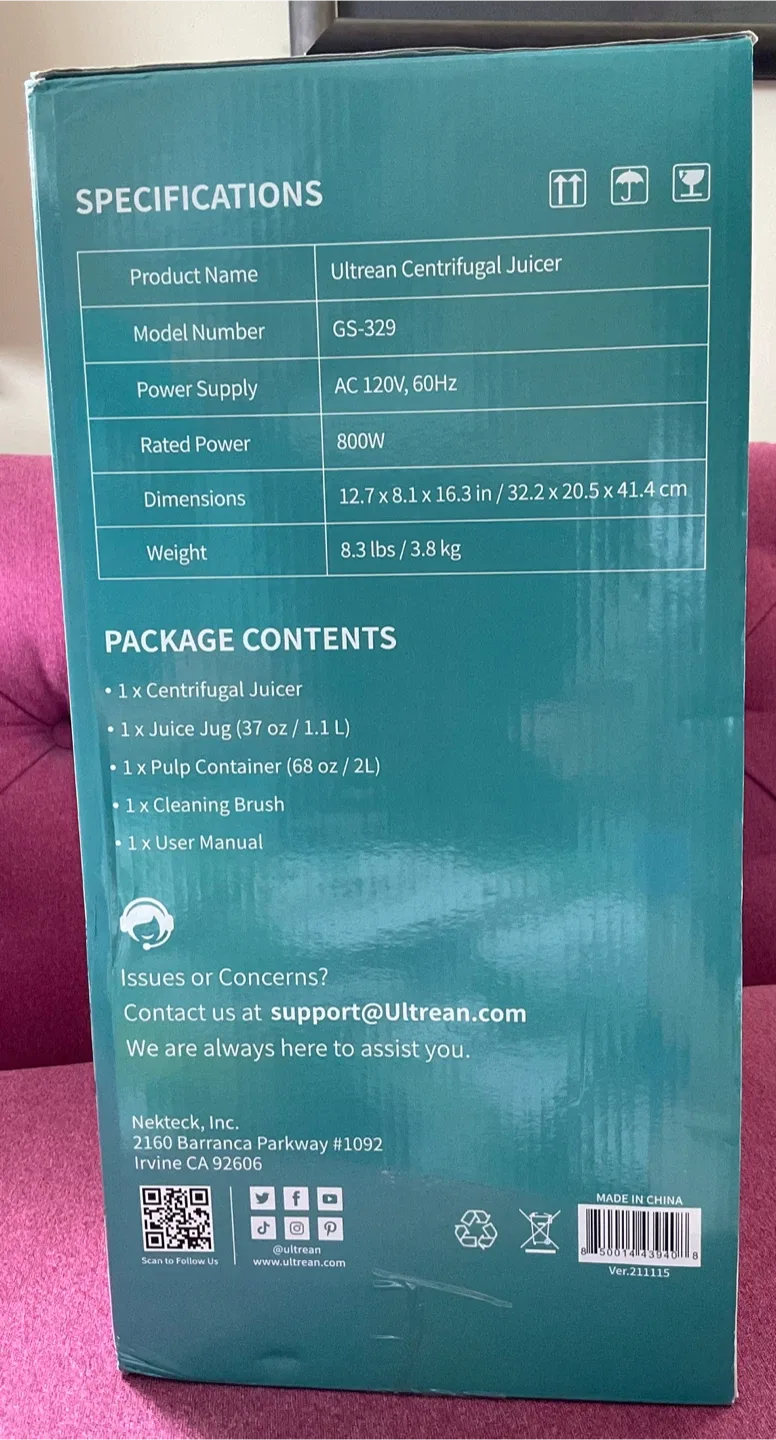 SPECIFICATIONS
Product Name Ultrean Centrifugal Juicer
Model Number GS-329
Power Supply AC 120V, 60Hz
Rated Power 800W
Dimensions 12.7 x 8.1 x 16.3 in / 32.2 x 20.5 x 41.4 cm
Weight 8.3 lbs / 3.8 kg
PACKAGE CONTENTS
• 1 x Centrifugal Juicer
• 1 x Juice Jug (37 oz / 1.1 L)
• 1 x Pulp Container (68 oz / 2L)
• 1 x Cleaning Brush
• 1 x User Manual
Issues or Concerns?
Contact us at support@Ultrean.com
We are always here to assist you.
Nekteck, Inc.
2160 Barranca Parkway #1092
Irvine CA 92606
Scan to Follow Us
@ultrean
www.ultrean.com
MADE IN CHINA
8 50014 43940 8
Ver.211115